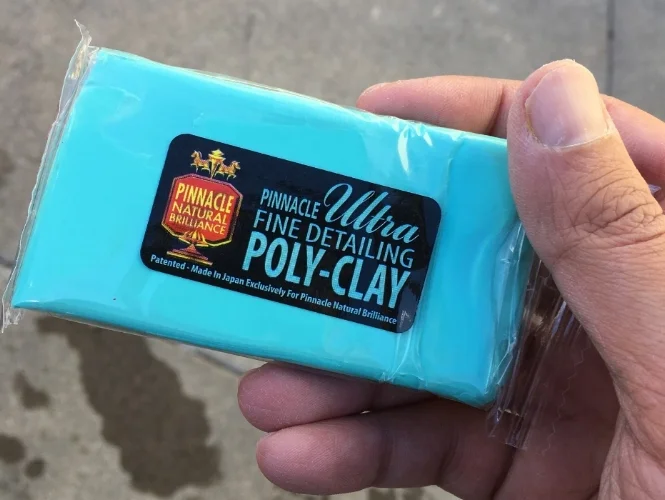 PINNACLE
NATURAL
BRILLIANCE
PINNACLE Ultra
FINE DETAILING
POLY-CLAY
Patented - Made In Japan Exclusively For Pinnacle Natural Brilliance